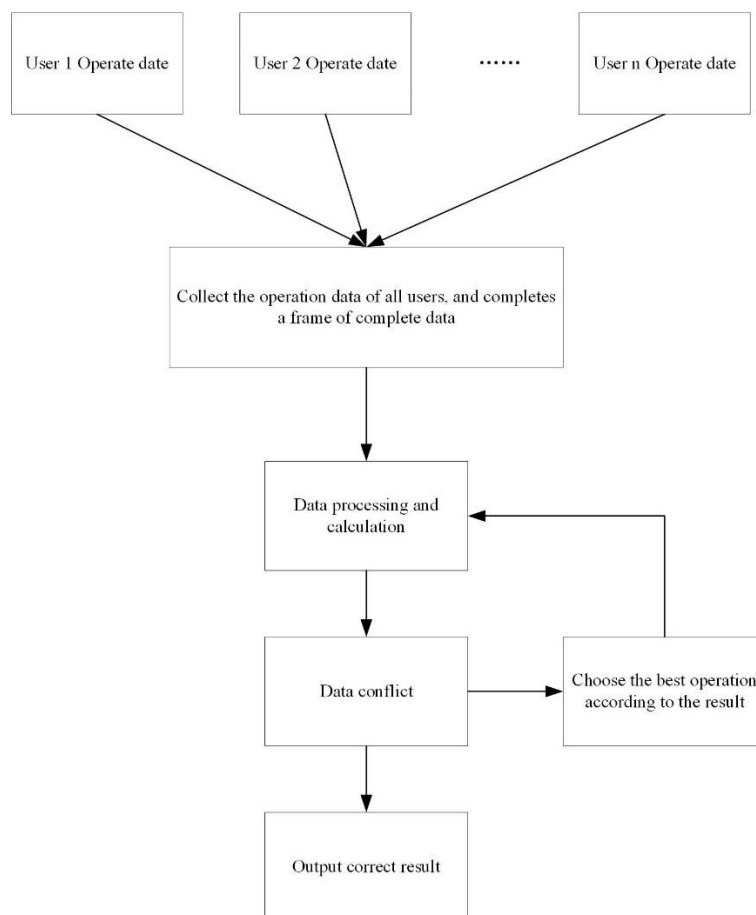 User 1 Operate date
User 2 Operate date
······
User n Operate date
Collect the operation data of all users, and completes
a frame of complete data
Data processing and
calculation
Data conflict
Choose the best operation
according to the result
Output correct result